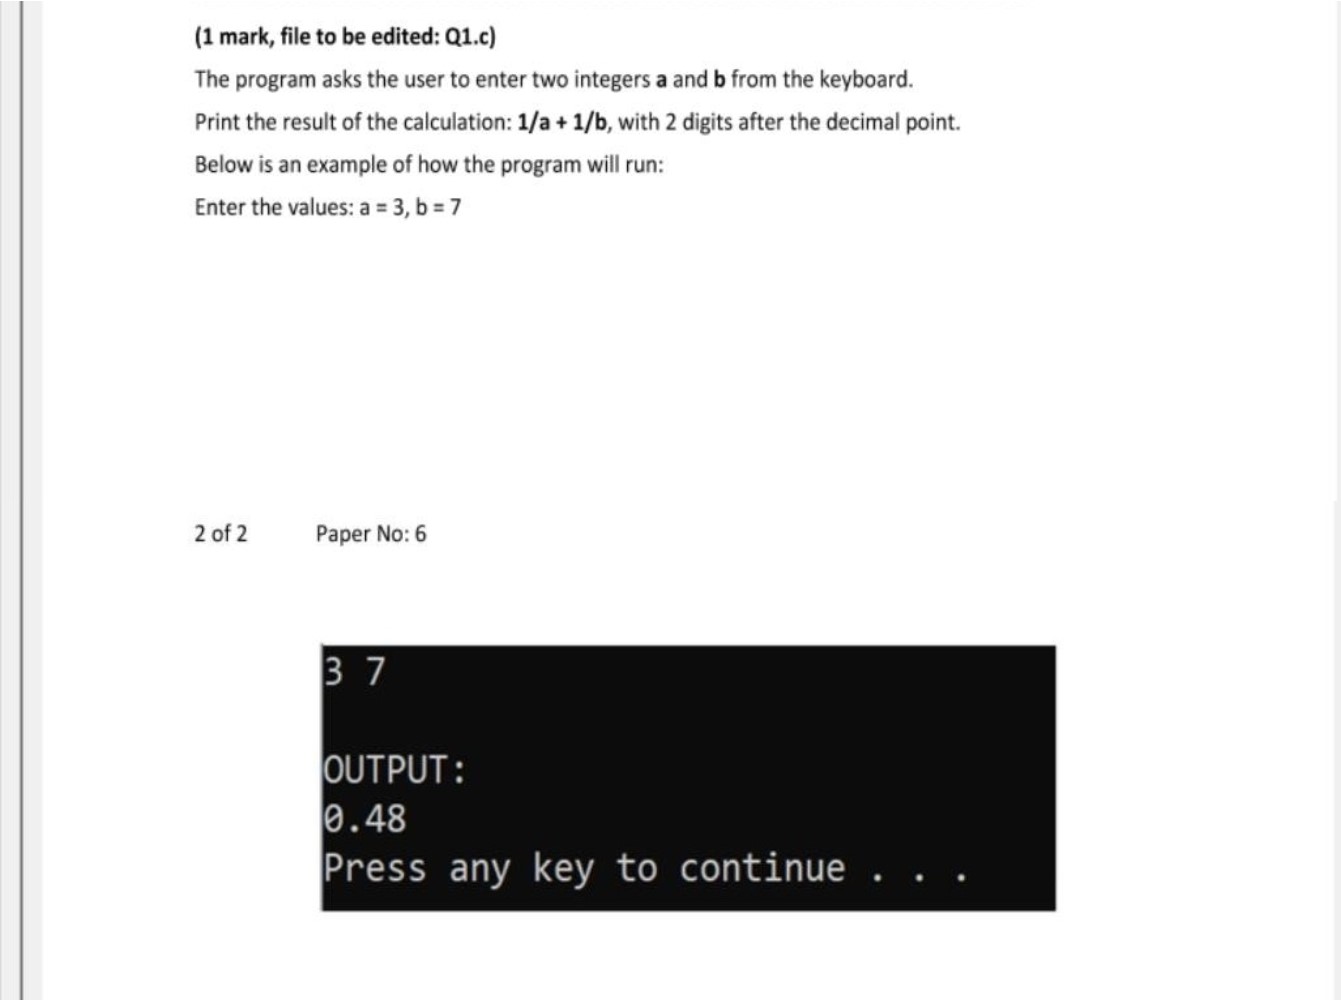 (1 mark, file to be edited: Q1.c)
The program asks the user to enter two integers a and b from the keyboard.
Print the result of the calculation: 1/a + 1/b, with 2 digits after the decimal point.
Below is an example of how the program will run:
Enter the values: a = 3, b = 7
2 of 2 Paper No: 6
3 7
OUTPUT:
0.48
Press any key to continue . . .